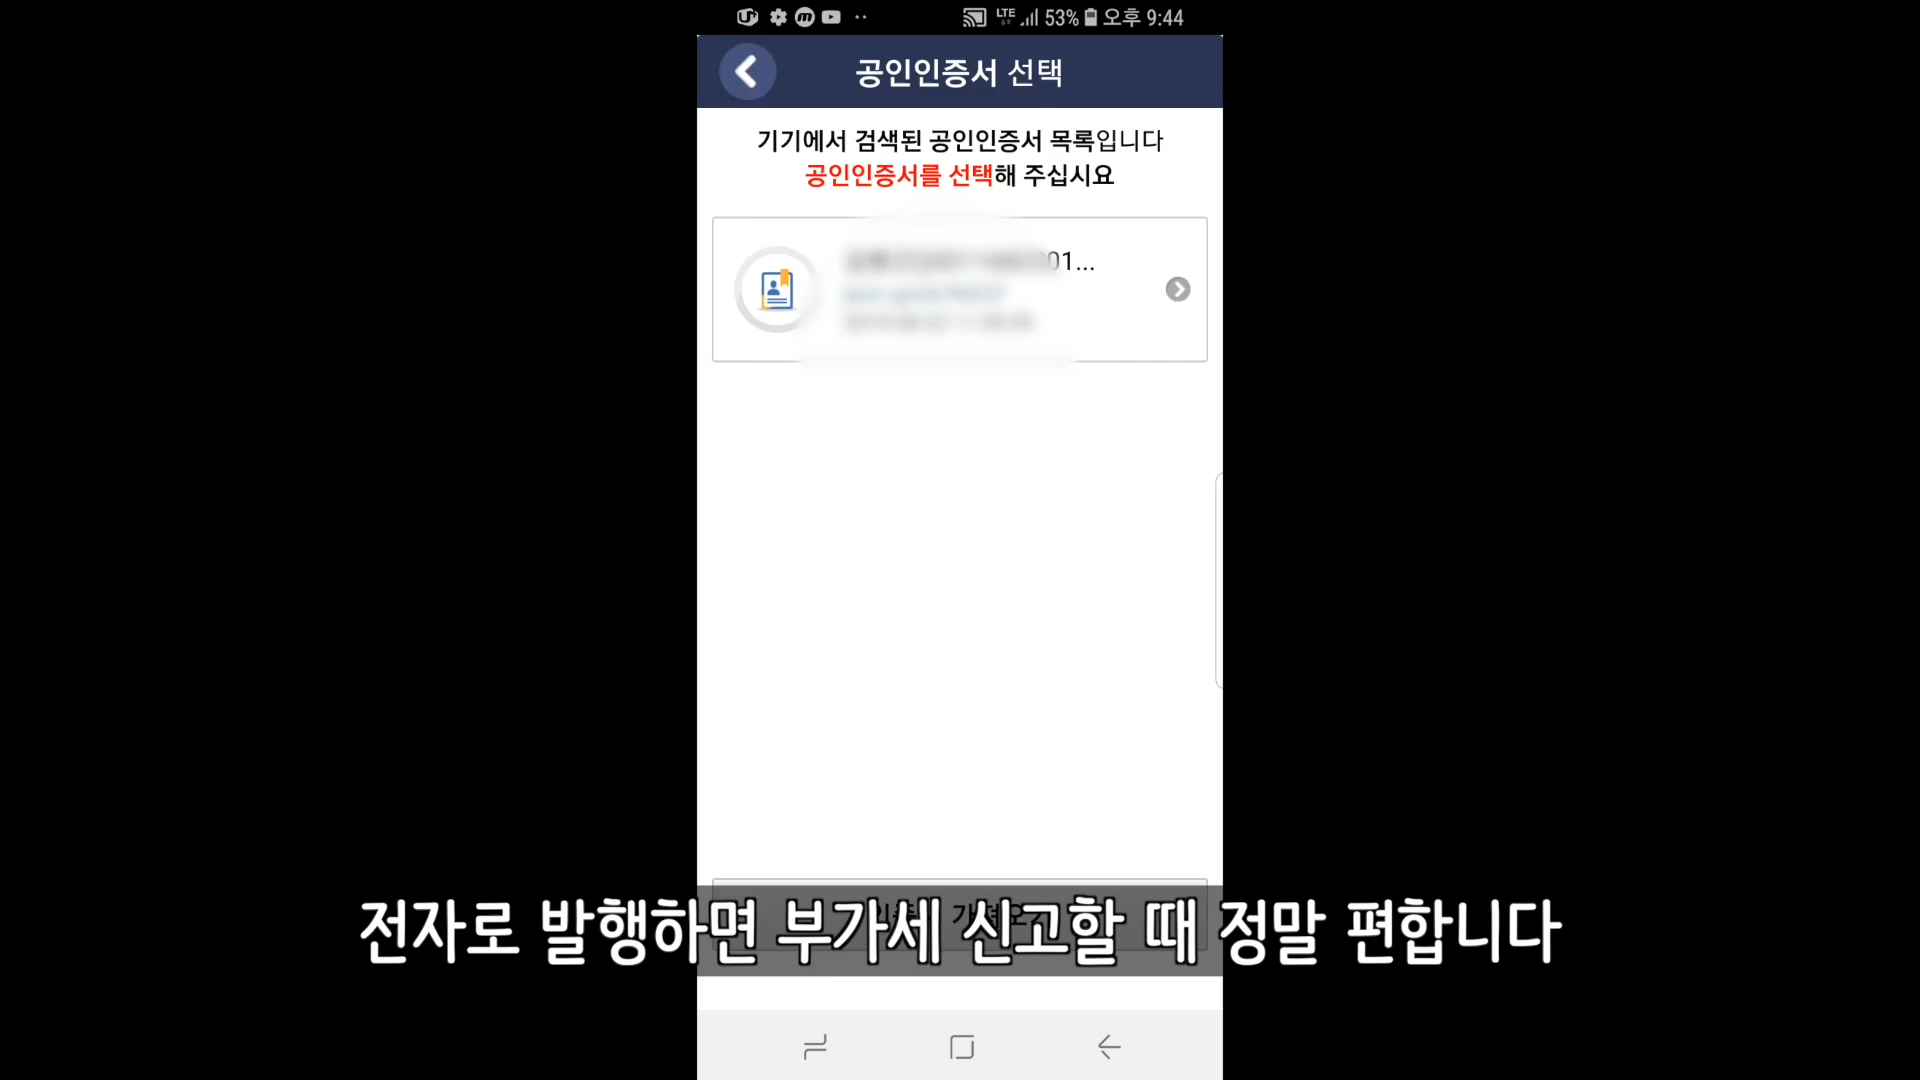 LTE 53% 오후 9:44
공인인증서 선택
기기에서 검색된 공인인증서 목록입니다
공인인증서를 선택해 주십시요
01...
전자로 발행하면 부가세 신고할 때 정말 편합니다